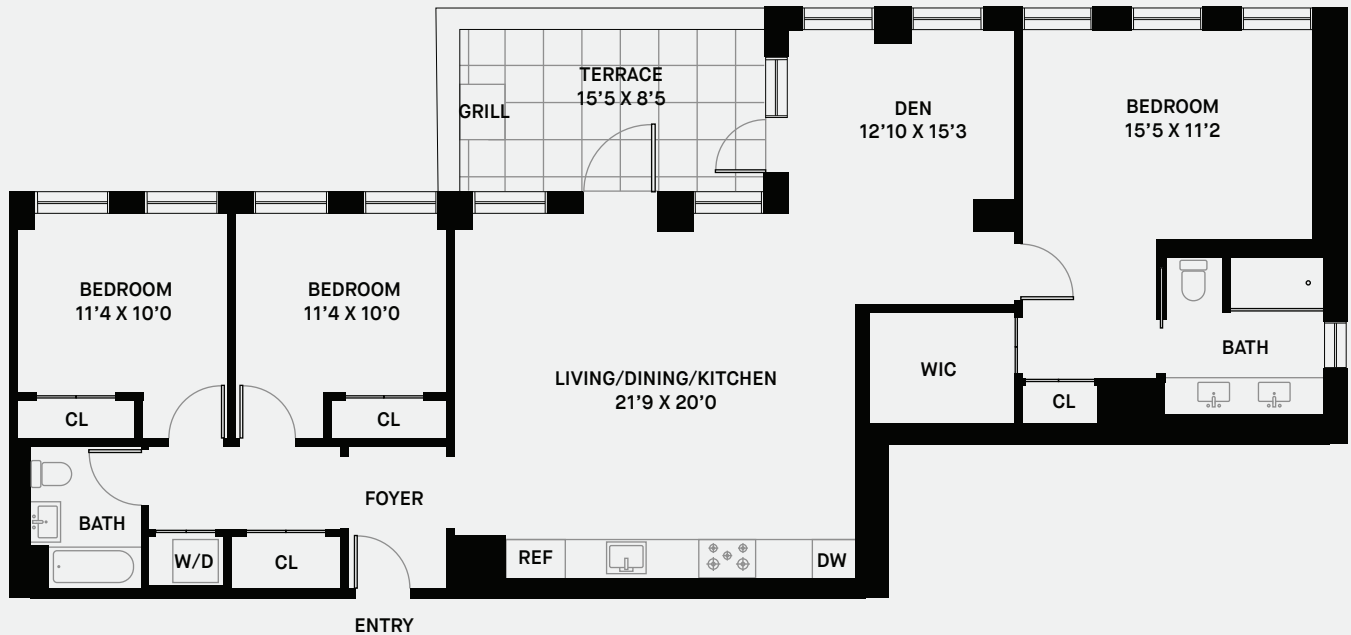 TERRACE
15'5 X 8'5
GRILL
DEN
12'10 X 15'3
BEDROOM
15'5 X 11'2
BEDROOM
11'4 X 10'0
BEDROOM
11'4 X 10'0
LIVING/DINING/KITCHEN
21'9 X 20'0
WIC
BATH
CL
CL
CL
FOYER
BATH
W/D
CL
REF
DW
ENTRY